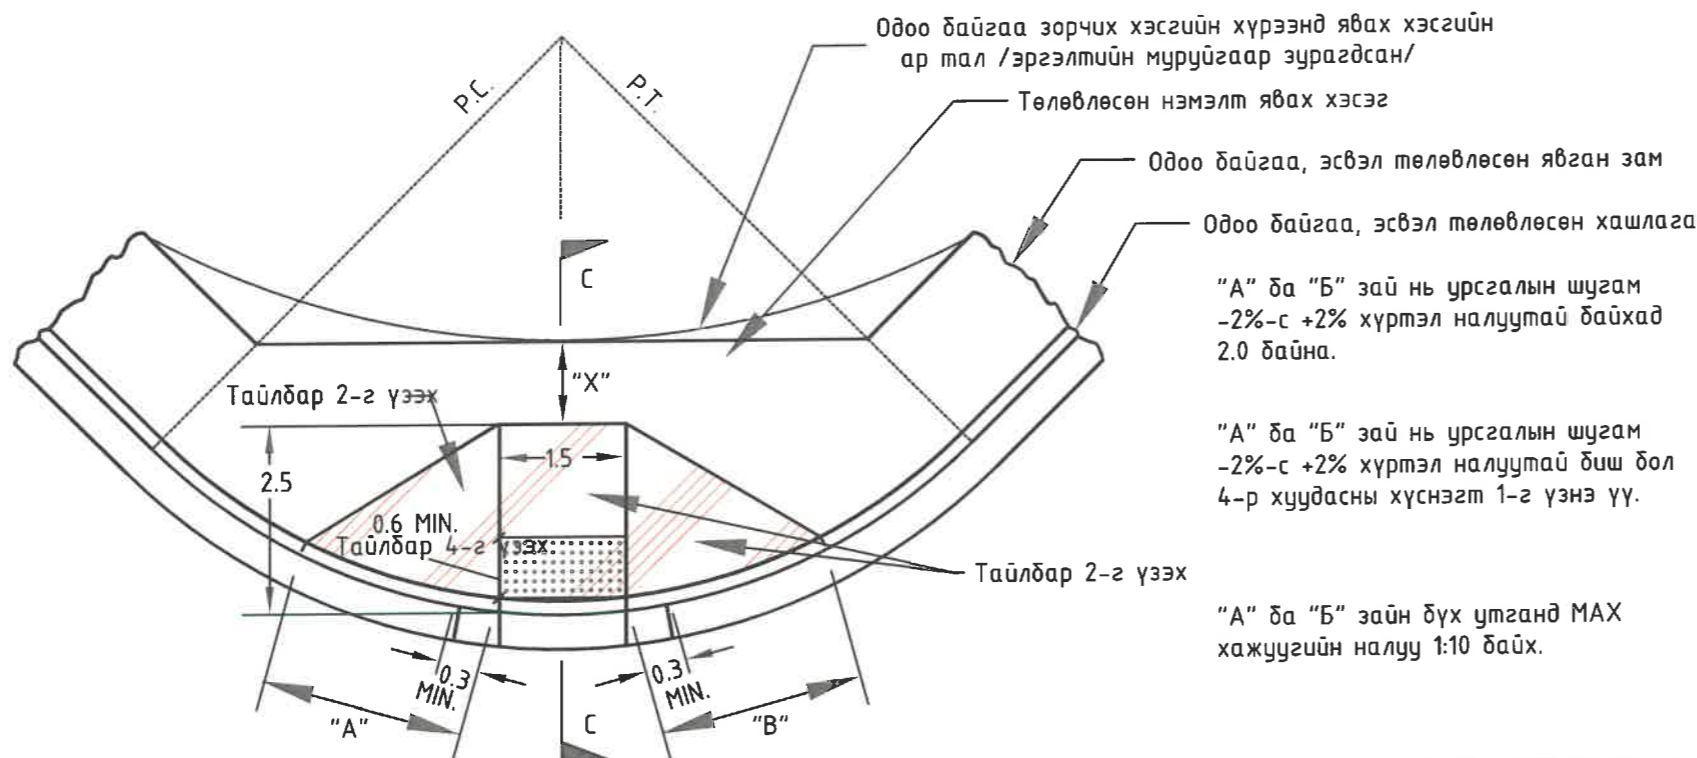 Одоо байгаа зорчих хэсгийн хүрээнд явах хэсгийн
ар тал /эргэлтийн муруйгаар зурагдсан/
P.C.
P.T.
Төлөвлөсөн нэмэлт явах хэсэг
Одоо байгаа, эсвэл төлөвлөсөн явган зам
Одоо байгаа, эсвэл төлөвлөсөн хашлага
C
"А" ба "Б" зай нь урсгалын шугам
-2%-с +2% хүртэл налуутай байхад
2.0 байна.
"X"
Тайлбар 2-г үзэх
"А" ба "Б" зай нь урсгалын шугам
-2%-с +2% хүртэл налуутай биш бол
4-р хуудасны хүснэгт 1-г үзнэ үү.
1.5
2.5
0.6 MIN.
Тайлбар 4-г үзэх.
Тайлбар 2-г үзэх
"А" ба "Б" зайн бүх утганд MAX
хажуугийн налуу 1:10 байх.
0.3
MIN.
0.3
MIN.
"A"
C
"B"